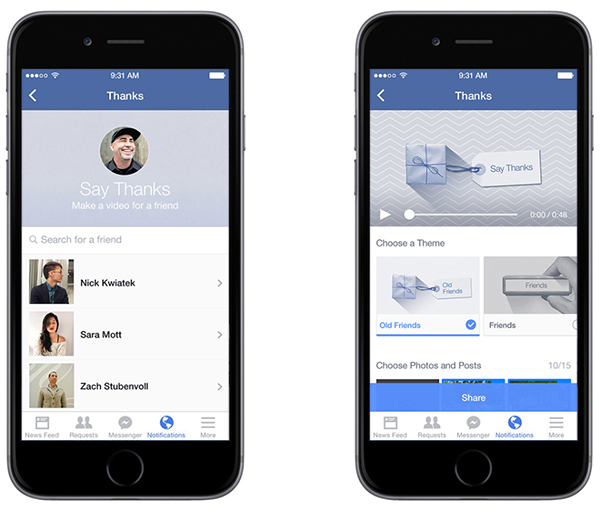 9:31 AM
Thanks
Say Thanks
Make a video for a friend
Search for a friend
Nick Kwiatek
Sara Mott
Zach Stubenvoll
News Feed
Requests
Messenger
Notifications
More
9:31 AM
Thanks
Say Thanks
0:00 / 0:48
Choose a Theme
Old
Friends
Friends
Old Friends
Friends
Choose Photos and Posts
10/15
Share
News Feed
Requests
Messenger
Notifications
More